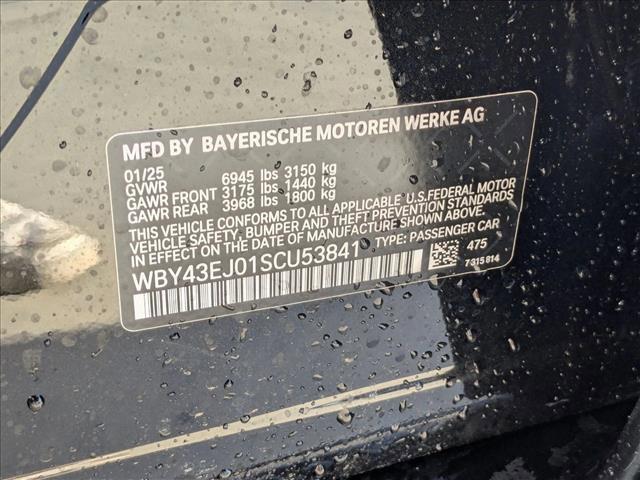 MFD BY BAYERISCHE MOTOREN WERKE AG
01/25
GVWR 6945 lbs 3150 kg
GAWR FRONT 3175 lbs 1440 kg
GAWR REAR 3968 lbs 1800 kg
THIS VEHICLE CONFORMS TO ALL APPLICABLE U.S. FEDERAL MOTOR
VEHICLE SAFETY, BUMPER, AND THEFT PREVENTION STANDARDS
IN EFFECT ON THE DATE OF MANUFACTURE SHOWN ABOVE.
WBY43EJ01SCU53841 TYPE: PASSENGER CAR
475
7315814